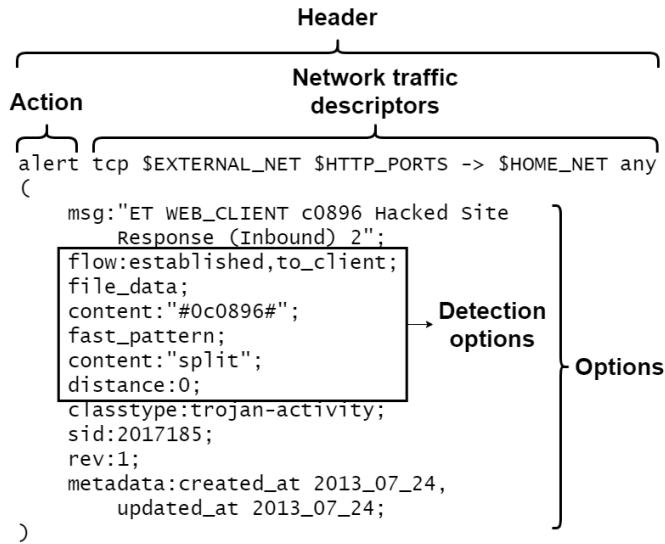 Header
Network traffic
descriptors
Action
alert tcp $EXTERNAL_NET $HTTP_PORTS -> $HOME_NET any
(
msg:"ET WEB_CLIENT c0896 Hacked Site
Response (Inbound) 2";
flow:established,to_client;
file_data;
content:"#0c0896#";
fast_pattern;
content:"split";
distance:0;
Detection
options
Options
classtype:trojan-activity;
sid:2017185;
rev:1;
metadata:created_at 2013_07_24,
updated_at 2013_07_24;
)